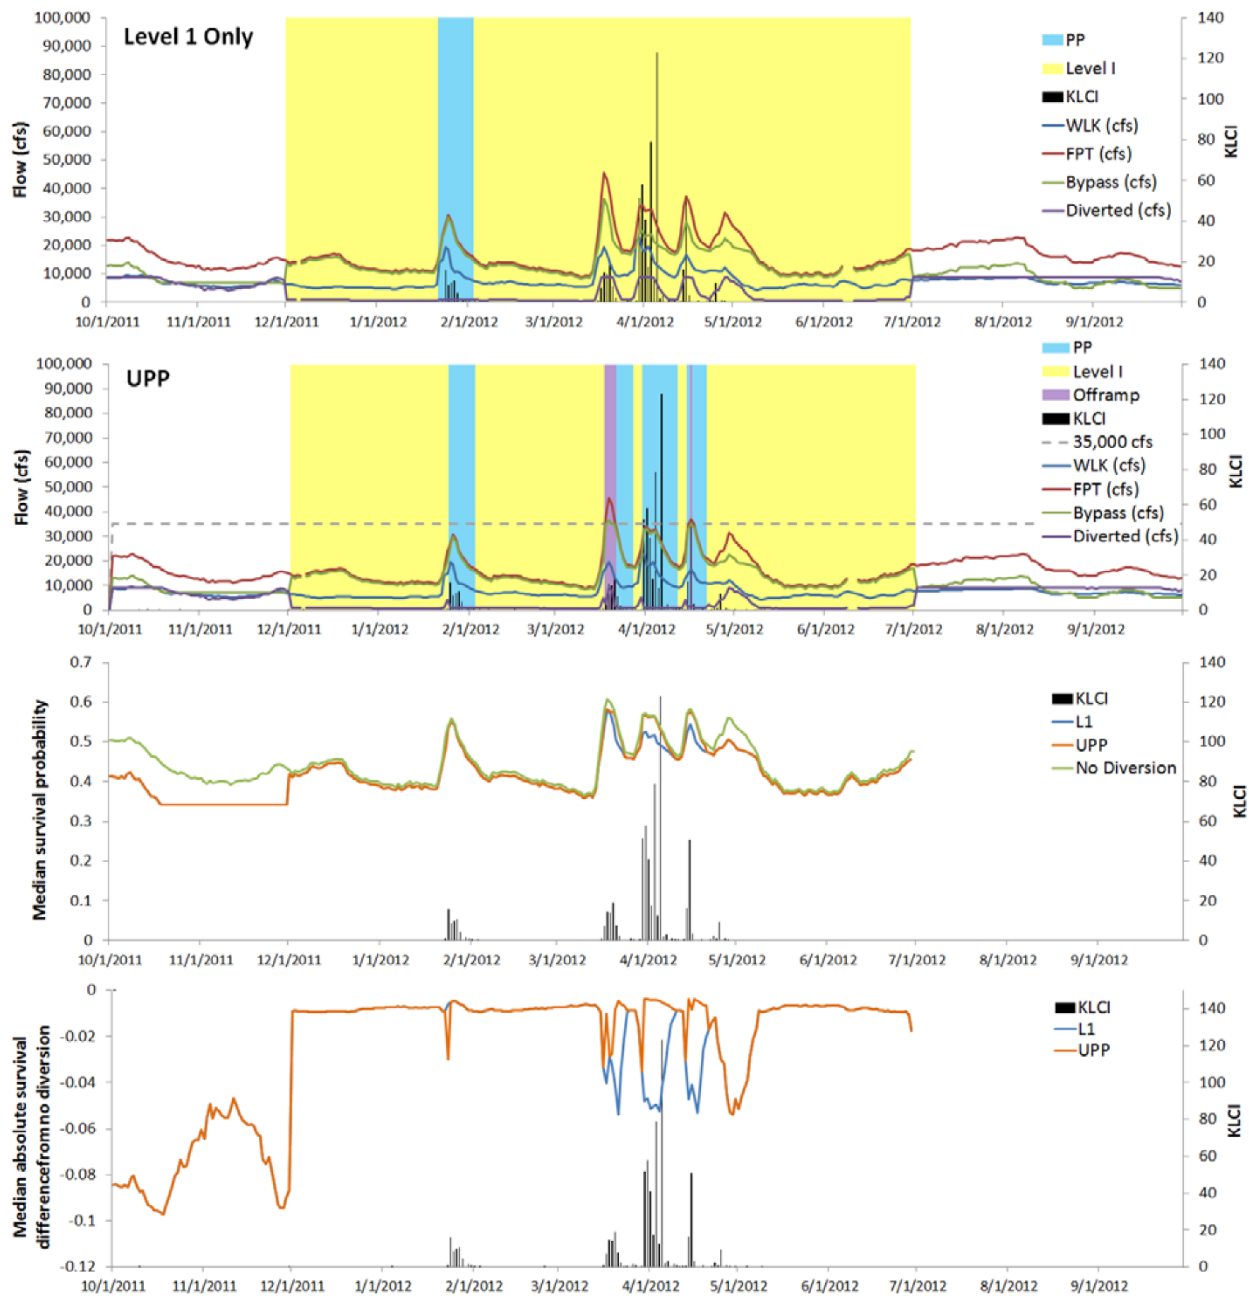 Level 1 Only
Flow (cfs)
100,000
90,000
80,000
70,000
60,000
50,000
40,000
30,000
20,000
10,000
0
10/1/2011 11/1/2011 12/1/2011 1/1/2012 2/1/2012 3/1/2012 4/1/2012 5/1/2012 6/1/2012 7/1/2012 8/1/2012 9/1/2012
140
120
100
80
60
40
20
0
KLCI
PP
Level I
KLCI
WLK (cfs)
FPT (cfs)
Bypass (cfs)
Diverted (cfs)
UPP
Flow (cfs)
100,000
90,000
80,000
70,000
60,000
50,000
40,000
30,000
20,000
10,000
0
10/1/2011 11/1/2011 12/1/2011 1/1/2012 2/1/2012 3/1/2012 4/1/2012 5/1/2012 6/1/2012 7/1/2012 8/1/2012 9/1/2012
140
120
100
80
60
40
20
0
KLCI
PP
Level I
Offramp
KLCI
35,000 cfs
WLK (cfs)
FPT (cfs)
Bypass (cfs)
Diverted (cfs)
Median survival probability
0.7
0.6
0.5
0.4
0.3
0.2
0.1
0
10/1/2011 11/1/2011 12/1/2011 1/1/2012 2/1/2012 3/1/2012 4/1/2012 5/1/2012 6/1/2012 7/1/2012 8/1/2012 9/1/2012
140
120
100
80
60
40
20
0
KLCI
KLCI
L1
UPP
No Diversion
Median absolute survival
differencefromno diversion
0
-0.02
-0.04
-0.06
-0.08
-0.1
-0.12
10/1/2011 11/1/2011 12/1/2011 1/1/2012 2/1/2012 3/1/2012 4/1/2012 5/1/2012 6/1/2012 7/1/2012 8/1/2012 9/1/2012
140
120
100
80
60
40
20
0
KLCI
KLCI
L1
UPP